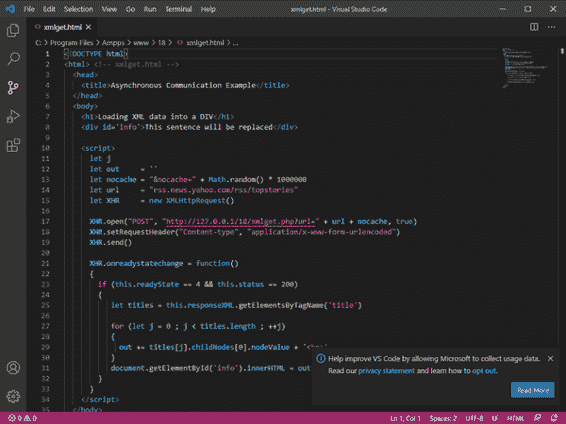 File Edit Selection View Go Run Terminal Help xmlget.html - Visual Studio Code
xmlget.html
C: > Program Files > Ampps > www > 18 > xmlget.html > ...
1 <!DOCTYPE html>
2 <html> <!-- xmlget.html -->
3 <head>
4 <title>Asynchronous Communication Example</title>
5 </head>
6 <body>
7 <h1>Loading XML data into a DIV</h1>
8 <div id='info'>This sentence will be replaced</div>
9
10 <script>
11 let j
12 let out = ''
13 let nocache = "&nocache=" + Math.random() * 1000000
14 let url = "rss.news.yahoo.com/rss/topstories"
15 let XHR = new XMLHttpRequest()
16
17 XHR.open("POST", "http://127.0.0.1/18/xmlget.php?url=" + url + nocache, true)
18 XHR.setRequestHeader("Content-type", "application/x-www-form-urlencoded")
19 XHR.send()
20
21 XHR.onreadystatechange = function()
22 {
23 if (this.readyState == 4 && this.status == 200)
24 {
25 let titles = this.responseXML.getElementsByTagName('title')
26
27 for (let j = 0 ; j < titles.length ; ++j)
28 {
29 out += titles[j].childNodes[0].nodeValue +
30 }
31 document.getElementById('info').innerHTML = out
32 }
33 }
34 </script>
35 </body>
Help improve VS Code by allowing Microsoft to collect usage data.
Read our privacy statement and learn how to opt out.
Read More
0 0 Ln 1, Col 1 Spaces: 2 UTF-8 LF HTML